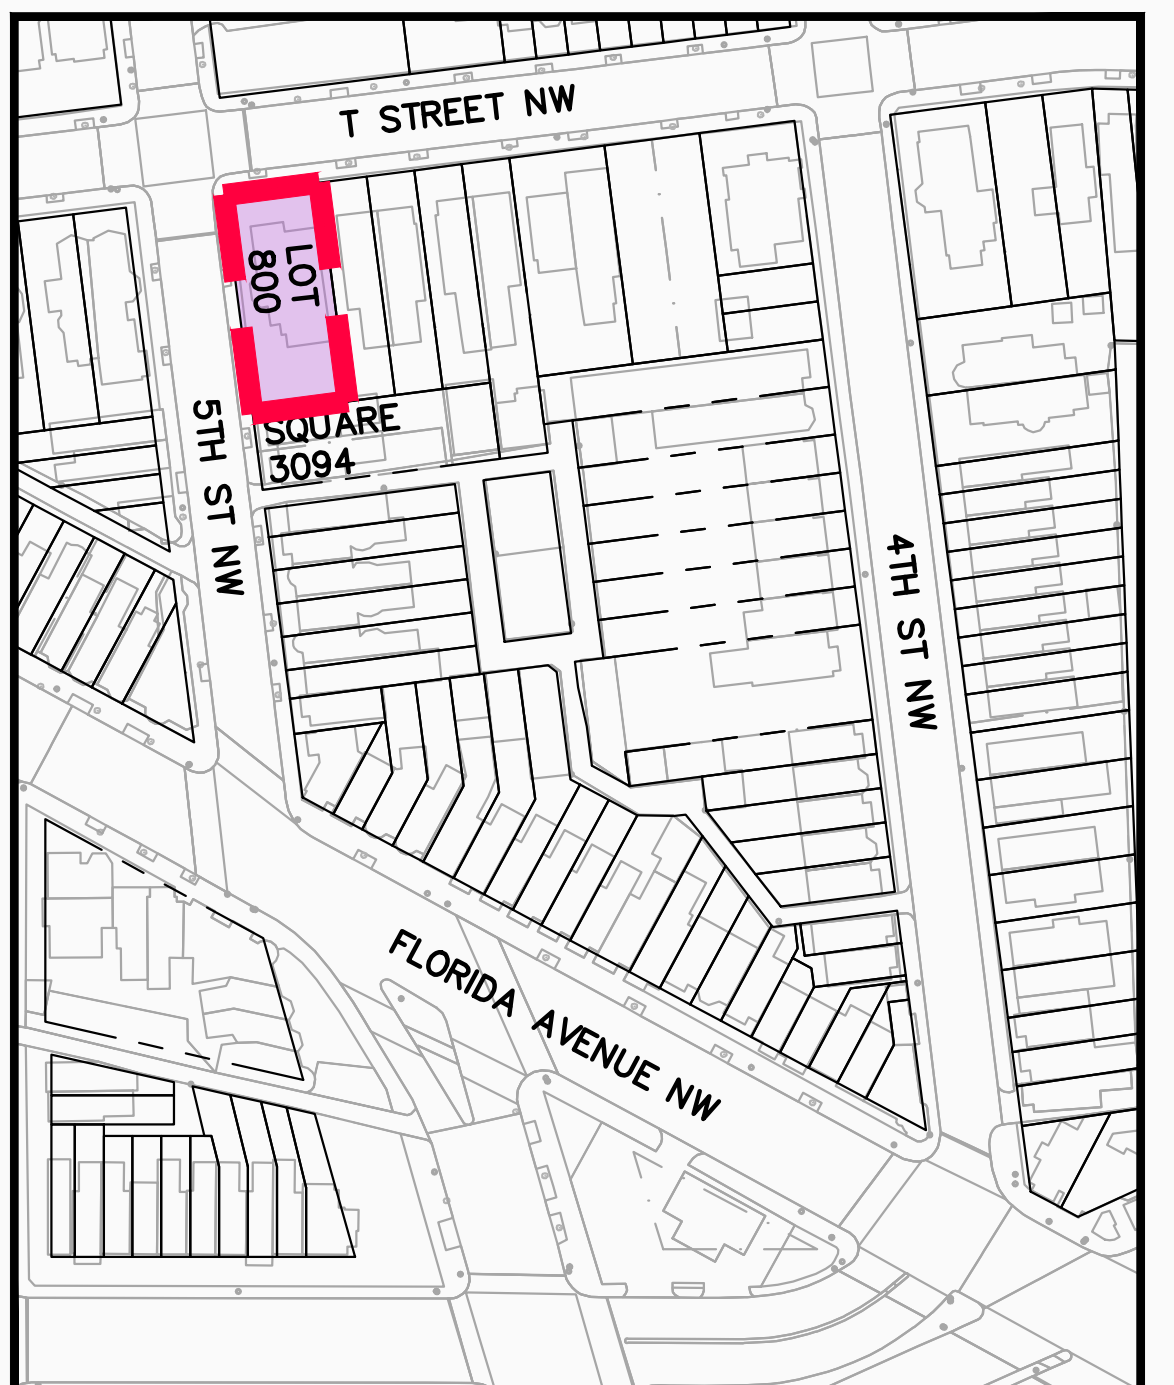 T STREET NW
LOT
800
SQUARE
3094
5TH ST NW
4TH ST NW
FLORIDA AVENUE NW